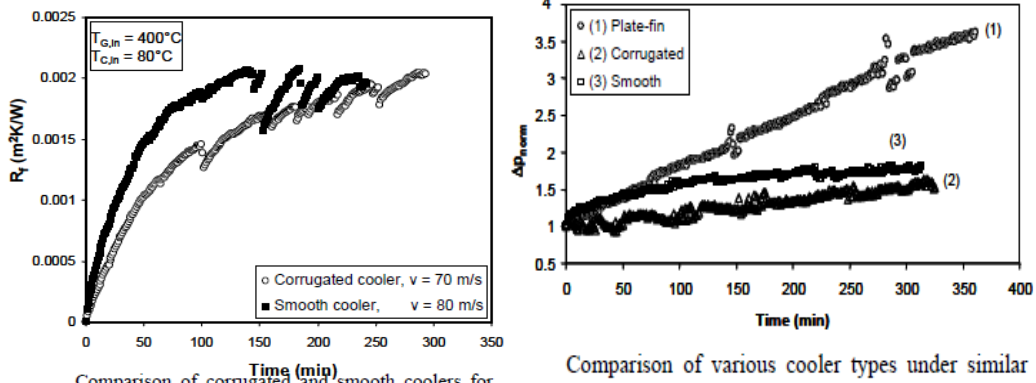 0.0025
T_G,in = 400°C
T_C,in = 80°C
0.002
0.0015
0.001
0.0005
0
R_f (m²K/W)
Corrugated cooler, v = 70 m/s
Smooth cooler, v = 80 m/s
0 50 100 150 200 250 300 350
Time (min)
Comparison of corrugated and smooth coolers for
4
3.5
3
2.5
2
1.5
1
0.5
Δp_norm
(1) Plate-fin
(2) Corrugated
(3) Smooth
(1)
(3)
(2)
0 50 100 150 200 250 300 350 400
Time (min)
Comparison of various cooler types under similar